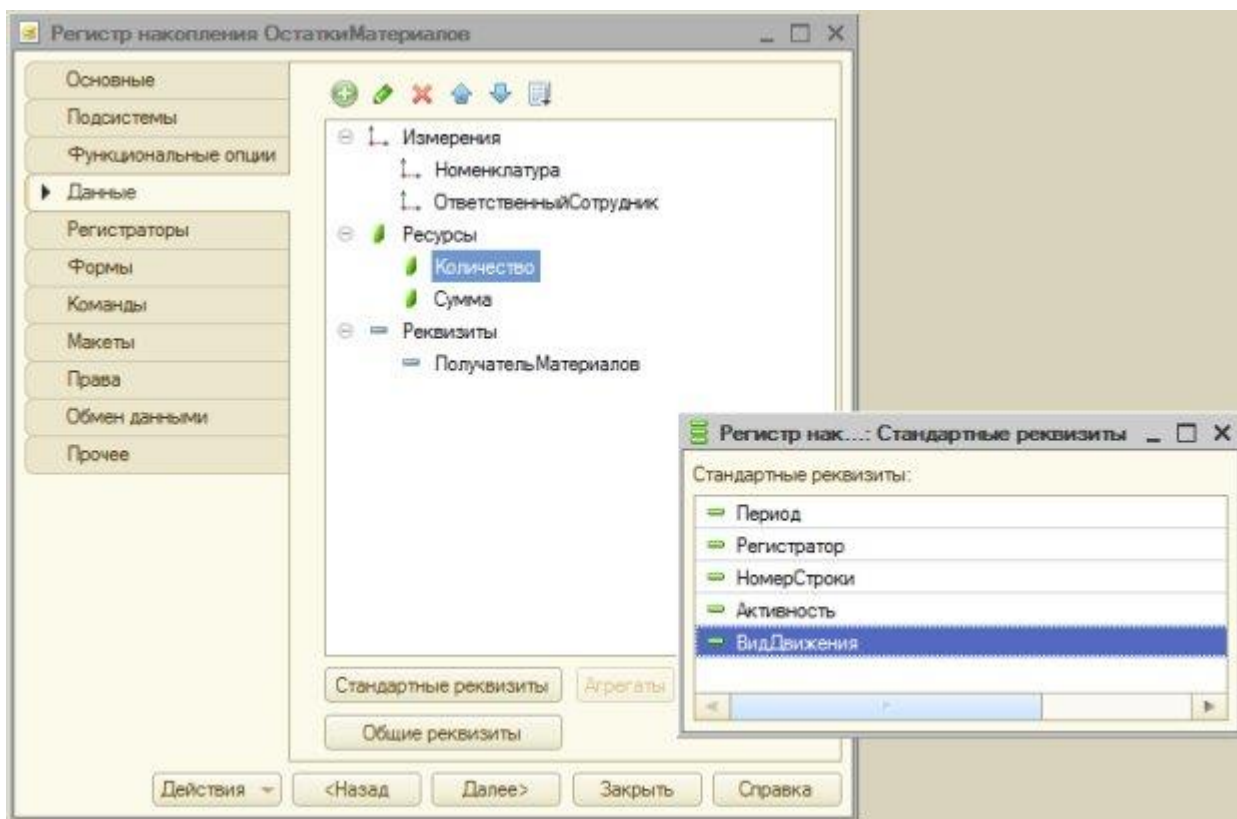 Регистр накопления ОстаткиМатериалов
Основные
Подсистемы
Функциональные опции
Данные
Регистраторы
Формы
Команды
Макеты
Права
Обмен данными
Прочее
Измерения
Номенклатура
ОтветственныйСотрудник
Ресурсы
Количество
Сумма
Реквизиты
ПолучательМатериалов
Стандартные реквизиты
Агрегаты
Общие реквизиты
Действия
<Назад
Далее>
Закрыть
Справка
Регистр нак...: Стандартные реквизиты
Стандартные реквизиты:
Период
Регистратор
НомерСтроки
Активность
ВидДвижения